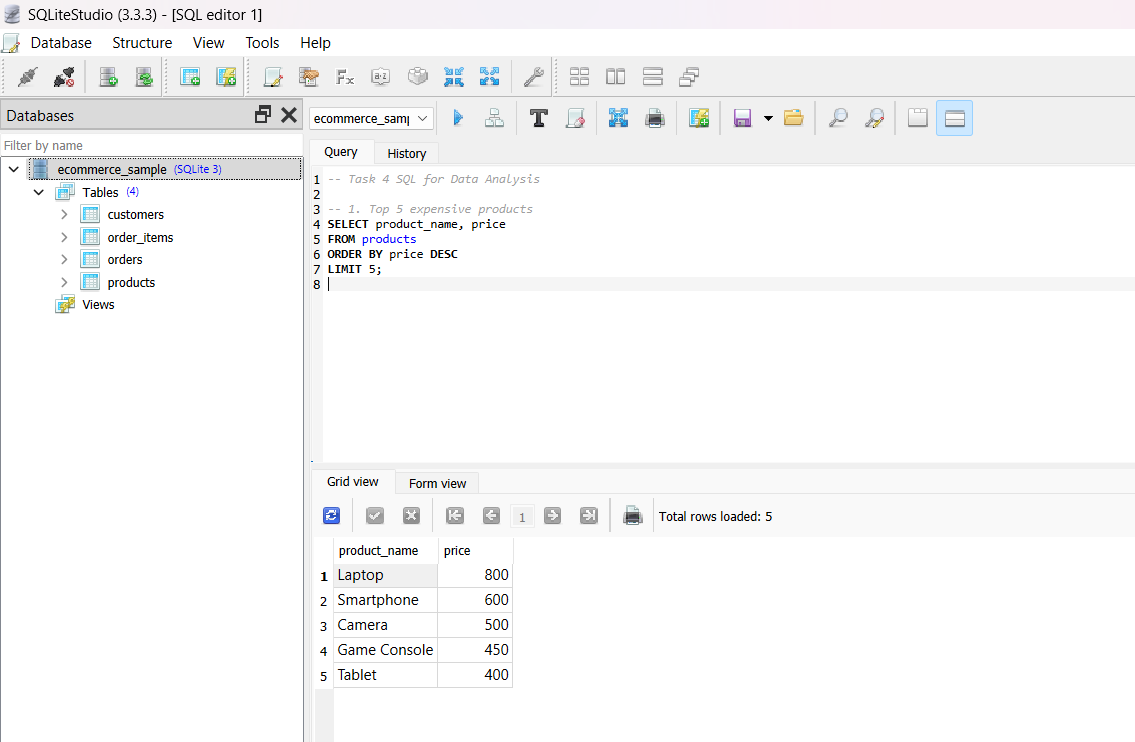 SQLiteStudio (3.3.3) - [SQL editor 1]
Database Structure View Tools Help
Databases
Filter by name
ecommerce_sample (SQLite 3)
Tables (4)
customers
order_items
orders
products
Views
ecommerce_samp
Query History
1 -- Task 4 SQL for Data Analysis
2
3 -- 1. Top 5 expensive products
4 SELECT product_name, price
5 FROM products
6 ORDER BY price DESC
7 LIMIT 5;
8
Grid view Form view
1 Total rows loaded: 5
product_name price
1 Laptop 800
2 Smartphone 600
3 Camera 500
4 Game Console 450
5 Tablet 400